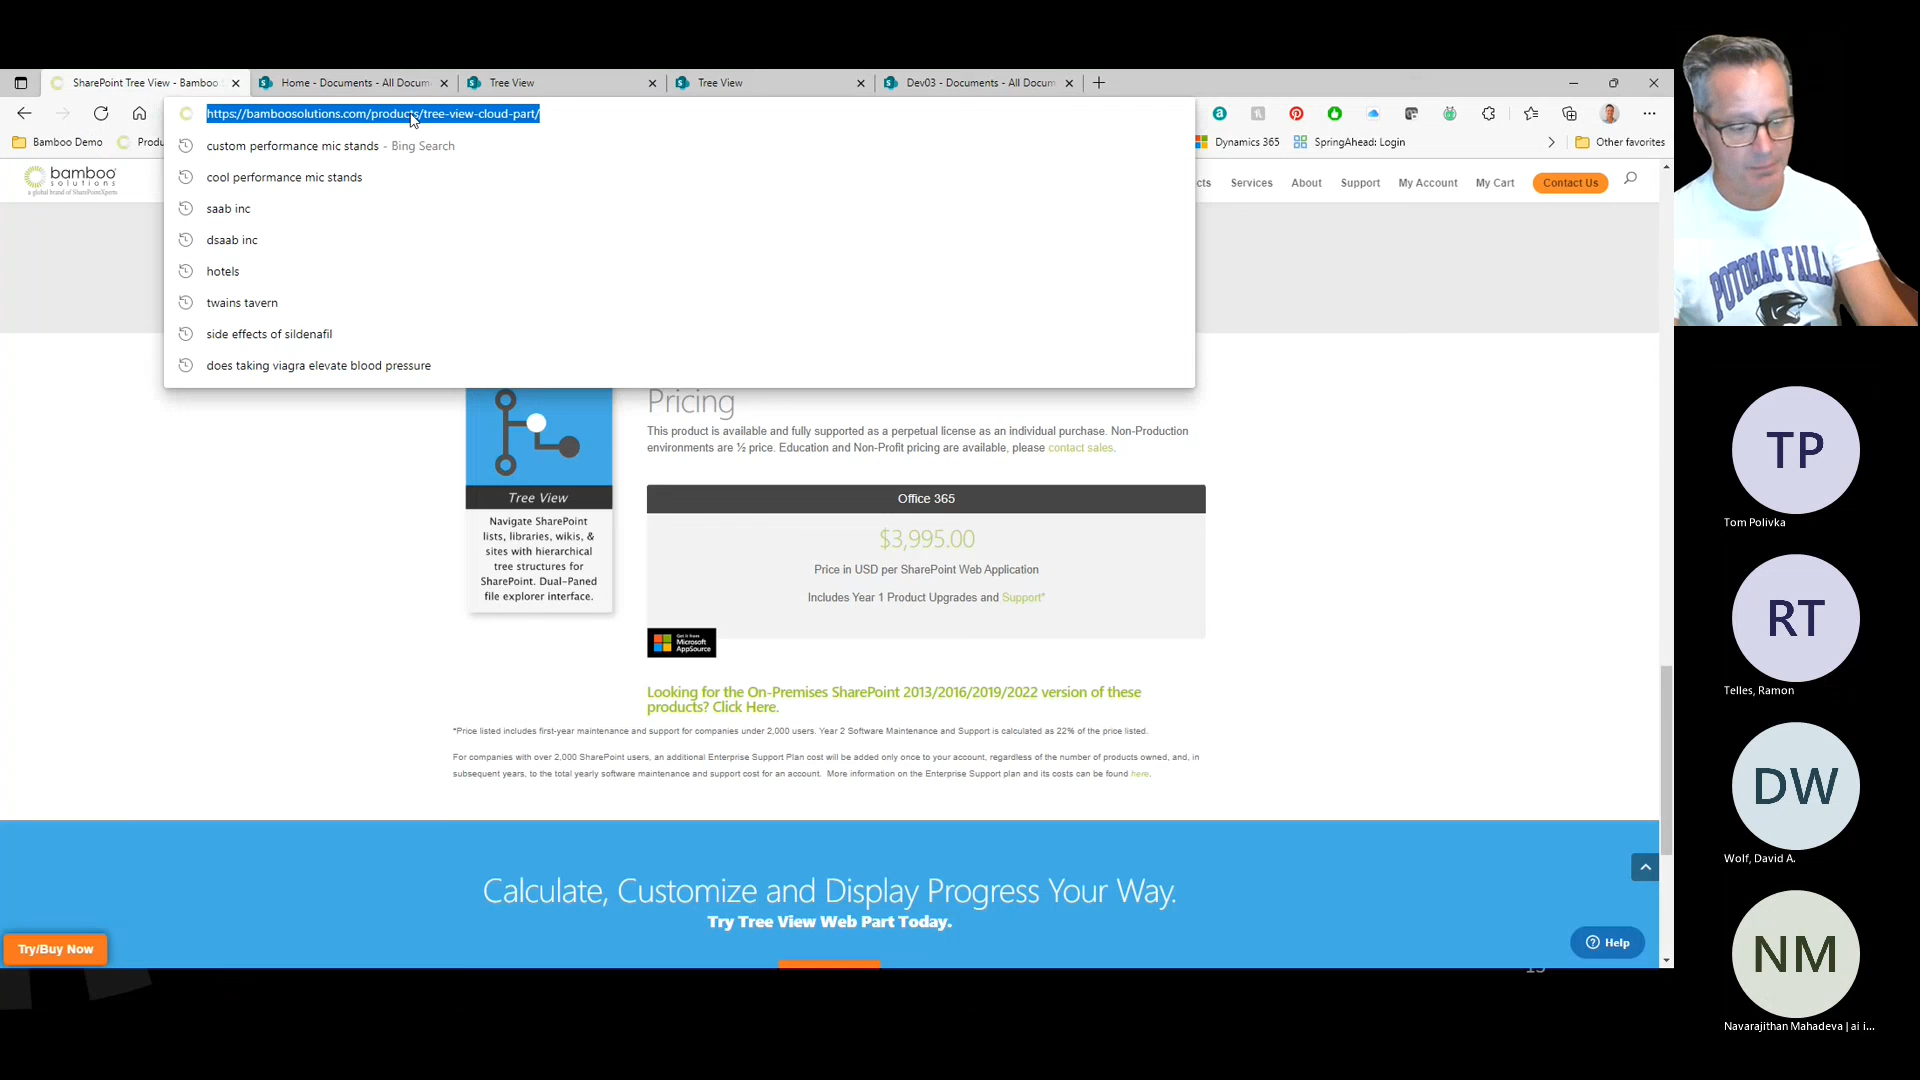 SharePoint Tree View - Bamboo
Home - Documents - All Docum
Tree View
Tree View
Dev03 - Documents - All Docum
https://bamboosolutions.com/products/tree-view-cloud-part/
Dynamics 365
SpringAhead: Login
Other favorites
Bamboo Demo
Produ
custom performance mic stands - Bing Search
cool performance mic stands
saab inc
dsaab inc
hotels
twains tavern
side effects of sildenafil
does taking viagra elevate blood pressure
bamboo
solutions
a global brand of SharePointXperts
cts
Services
About
Support
My Account
My Cart
Contact Us
Tree View
Navigate SharePoint
lists, libraries, wikis, &
sites with hierarchical
tree structures for
SharePoint. Dual-Paned
file explorer interface.
Pricing
This product is available and fully supported as a perpetual license as an individual purchase. Non-Production
environments are ½ price. Education and Non-Profit pricing are available, please contact sales.
Office 365
$3,995.00
Price in USD per SharePoint Web Application
Includes Year 1 Product Upgrades and Support*
Get it from
Microsoft
AppSource
Looking for the On-Premises SharePoint 2013/2016/2019/2022 version of these
products? Click Here.
*Price listed includes first-year maintenance and support for companies under 2,000 users. Year 2 Software Maintenance and Support is calculated as 22% of the price listed.
For companies with over 2,000 SharePoint users, an additional Enterprise Support Plan cost will be added only once to your account, regardless of the number of products owned, and, in
subsequent years, to the total yearly software maintenance and support cost for an account. More information on the Enterprise Support plan and its costs can be found here.
Calculate, Customize and Display Progress Your Way.
Try Tree View Web Part Today.
Try/Buy Now
Help
POTOMAC FALLS
TP
Tom Polivka
RT
Telles, Ramon
DW
Wolf, David A.
NM
Navarajithan Mahadeva | ai i...